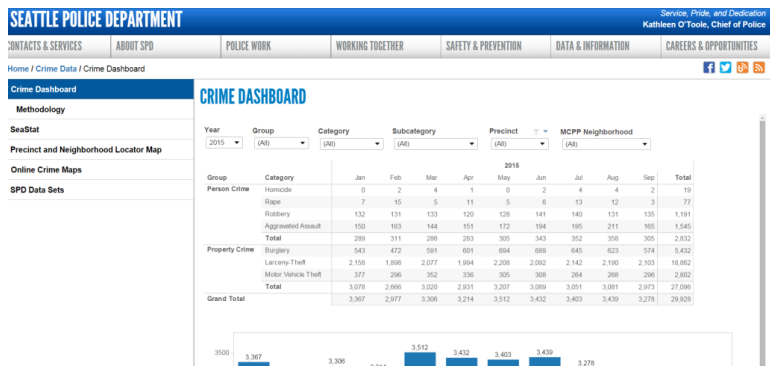 SEATTLE POLICE DEPARTMENT
Service, Pride, and Dedication
Kathleen O'Toole, Chief of Police
CONTACTS & SERVICES ABOUT SPD POLICE WORK WORKING TOGETHER SAFETY & PREVENTION DATA & INFORMATION CAREERS & OPPORTUNITIES
Home / Crime Data / Crime Dashboard
Crime Dashboard
Methodology
SeaStat
Precinct and Neighborhood Locator Map
Online Crime Maps
SPD Data Sets
CRIME DASHBOARD
Year Group Category Subcategory Precinct MCPP Neighborhood
2015 (All) (All) (All) (All) (All)
2015
Group Category Jan Feb Mar Apr May Jun Jul Aug Sep Total
Person Crime Homicide 0 2 4 1 0 2 4 4 2 19
Rape 7 15 5 11 5 6 13 12 3 77
Robbery 132 131 133 120 128 141 140 131 135 1,191
Aggravated Assault 150 163 144 151 172 194 195 211 165 1,545
Total 289 311 286 283 305 343 352 358 305 2,832
Property Crime Burglary 543 472 591 601 694 689 645 623 574 5,432
Larceny-Theft 2,158 1,898 2,077 1,994 2,208 2,092 2,142 2,190 2,103 18,862
Motor Vehicle Theft 377 296 352 336 305 308 264 268 296 2,802
Total 3,078 2,666 3,020 2,931 3,207 3,089 3,051 3,081 2,973 27,096
Grand Total 3,367 2,977 3,306 3,214 3,512 3,432 3,403 3,439 3,278 29,928
3500 3,367 3,306 3,512 3,432 3,403 3,439 3,278